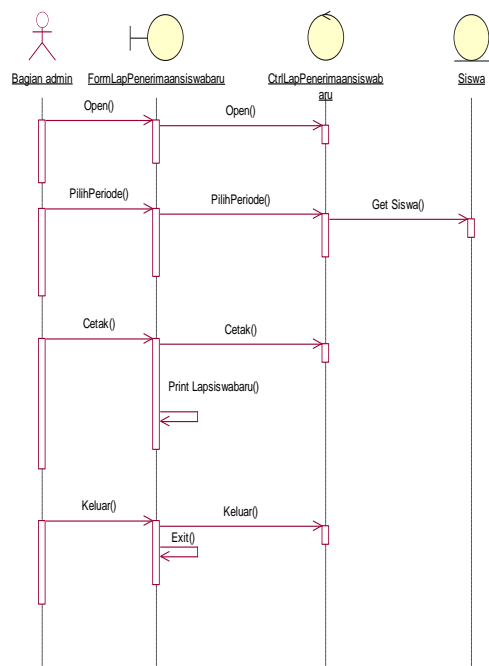 Bagian admin
FormLapPenerimaansiswabaru
CtrlLapPenerimaansiswab
aru
Siswa
Open()
Open()
PilihPeriode()
PilihPeriode()
Get Siswa()
Cetak()
Cetak()
Print Lapsiswabaru()
Keluar()
Keluar()
Exit()